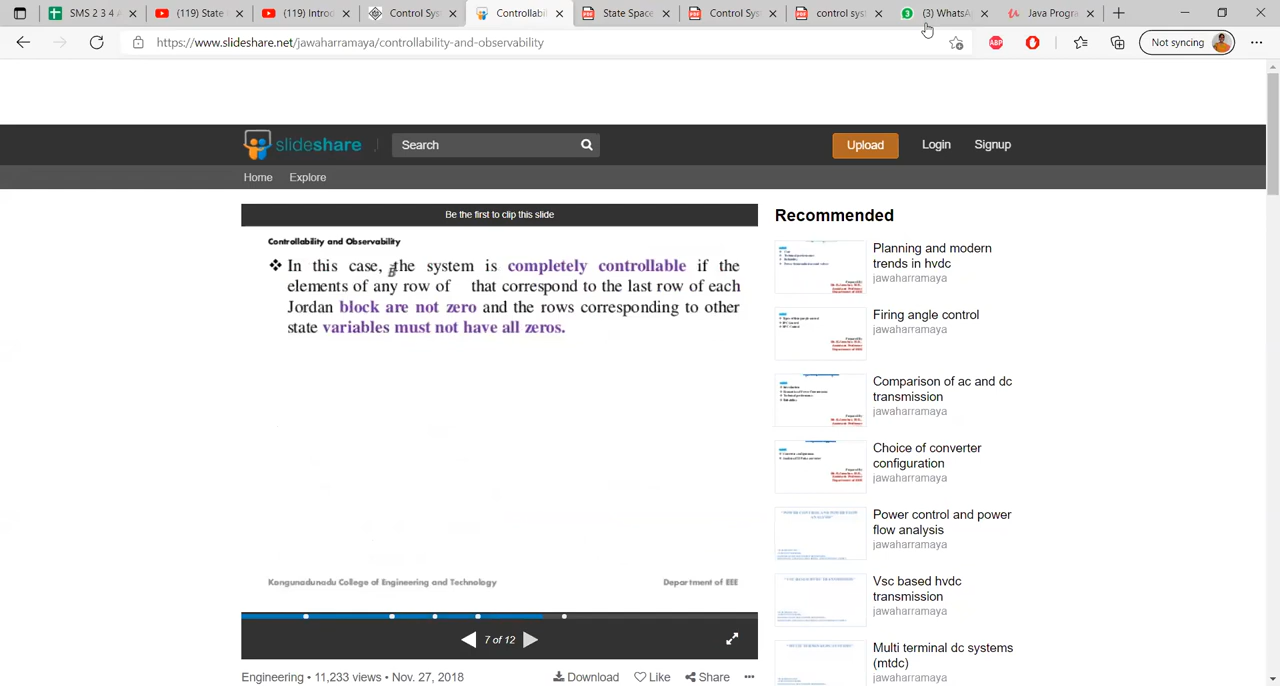 SMS 2 3 4 M
(119) State
(119) Introd
Control Sys
Controllabi
State Space
Control Sys
control sys
(3) WhatsA
Java Progra
https://www.slideshare.net/jawaharramaya/controllability-and-observability
ABP
Not syncing
slideshare
Search
Upload
Login
Signup
Home
Explore
Be the first to clip this slide
Controllability and Observability
❖ In this case, the system is completely controllable if the
elements of any row of that correspond to the last row of each
Jordan block are not zero and the rows corresponding to other
state variables must not have all zeros.
Kongunadunadu College of Engineering and Technology
Department of EEE
7 of 12
Engineering • 11,233 views • Nov. 27, 2018
Download
Like
Share
Recommended
Planning and modern
trends in hvdc
jawaharramaya
Firing angle control
jawaharramaya
Comparison of ac and dc
transmission
jawaharramaya
Choice of converter
configuration
jawaharramaya
Power control and power
flow analysis
jawaharramaya
Vsc based hvdc
transmission
jawaharramaya
Multi terminal dc systems
(mtdc)
jawaharramaya